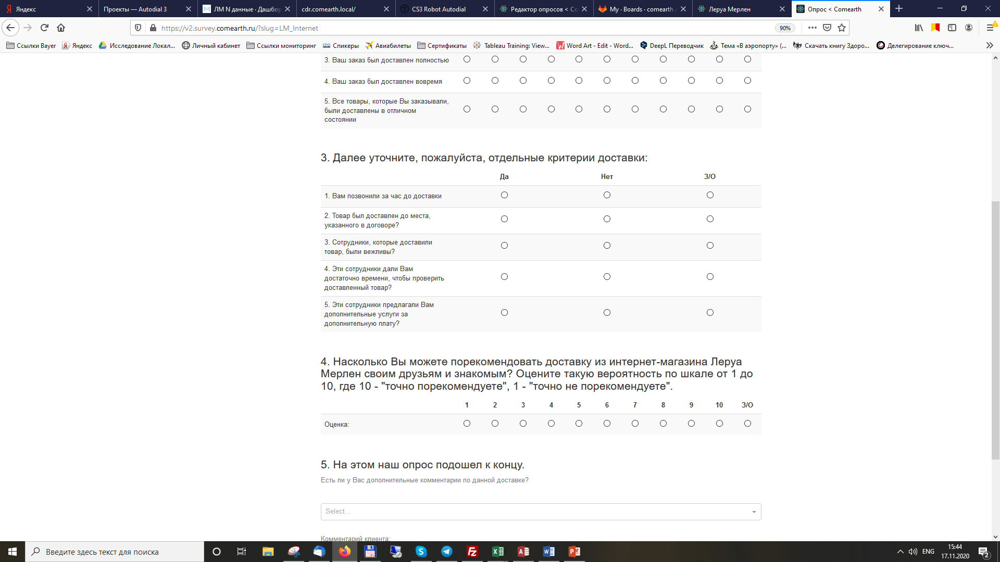 Яндекс
Проекты — Autodial 3
ЛМ N данные · Дашбор
cdr.comearth.local/
CS3 Robot Autodial
Редактор опросов < Co
My · Boards · comearth /
Леруа Мерлен
Опрос < Comearth
https://v2.survey.comearth.ru/?slug=LM_Internet
90%
Ссылки Bayer
Яндекс
Исследование Локал...
Личный кабинет
Ссылки мониторинг
Спикеры
Авиабилеты
Сертификаты
Tableau Training: View...
Word Art - Edit - Word...
DeepL Переводчик
Тема «В аэропорту» (...
Скачать книгу Здоро...
Делегирование ключ...
3. Ваш заказ был доставлен полностью
4. Ваш заказ был доставлен вовремя
5. Все товары, которые Вы заказывали,
были доставлены в отличном
состоянии
3. Далее уточните, пожалуйста, отдельные критерии доставки:
Да Нет З/О
1. Вам позвонили за час до доставки
2. Товар был доставлен до места,
указанного в договоре?
3. Сотрудники, которые доставили
товар, были вежливы?
4. Эти сотрудники дали Вам
достаточно времени, чтобы проверить
доставленный товар?
5. Эти сотрудники предлагали Вам
дополнительные услуги за
дополнительную плату?
4. Насколько Вы можете порекомендовать доставку из интернет-магазина Леруа
Мерлен своим друзьям и знакомым? Оцените такую вероятность по шкале от 1 до
10, где 10 - "точно порекомендуете", 1 - "точно не порекомендуете".
1 2 3 4 5 6 7 8 9 10 З/О
Оценка:
5. На этом наш опрос подошел к концу.
Есть ли у Вас дополнительные комментарии по данной доставке?
Select...
Комментарий клиента:
Введите здесь текст для поиска
ENG
15:44
17.11.2020
2